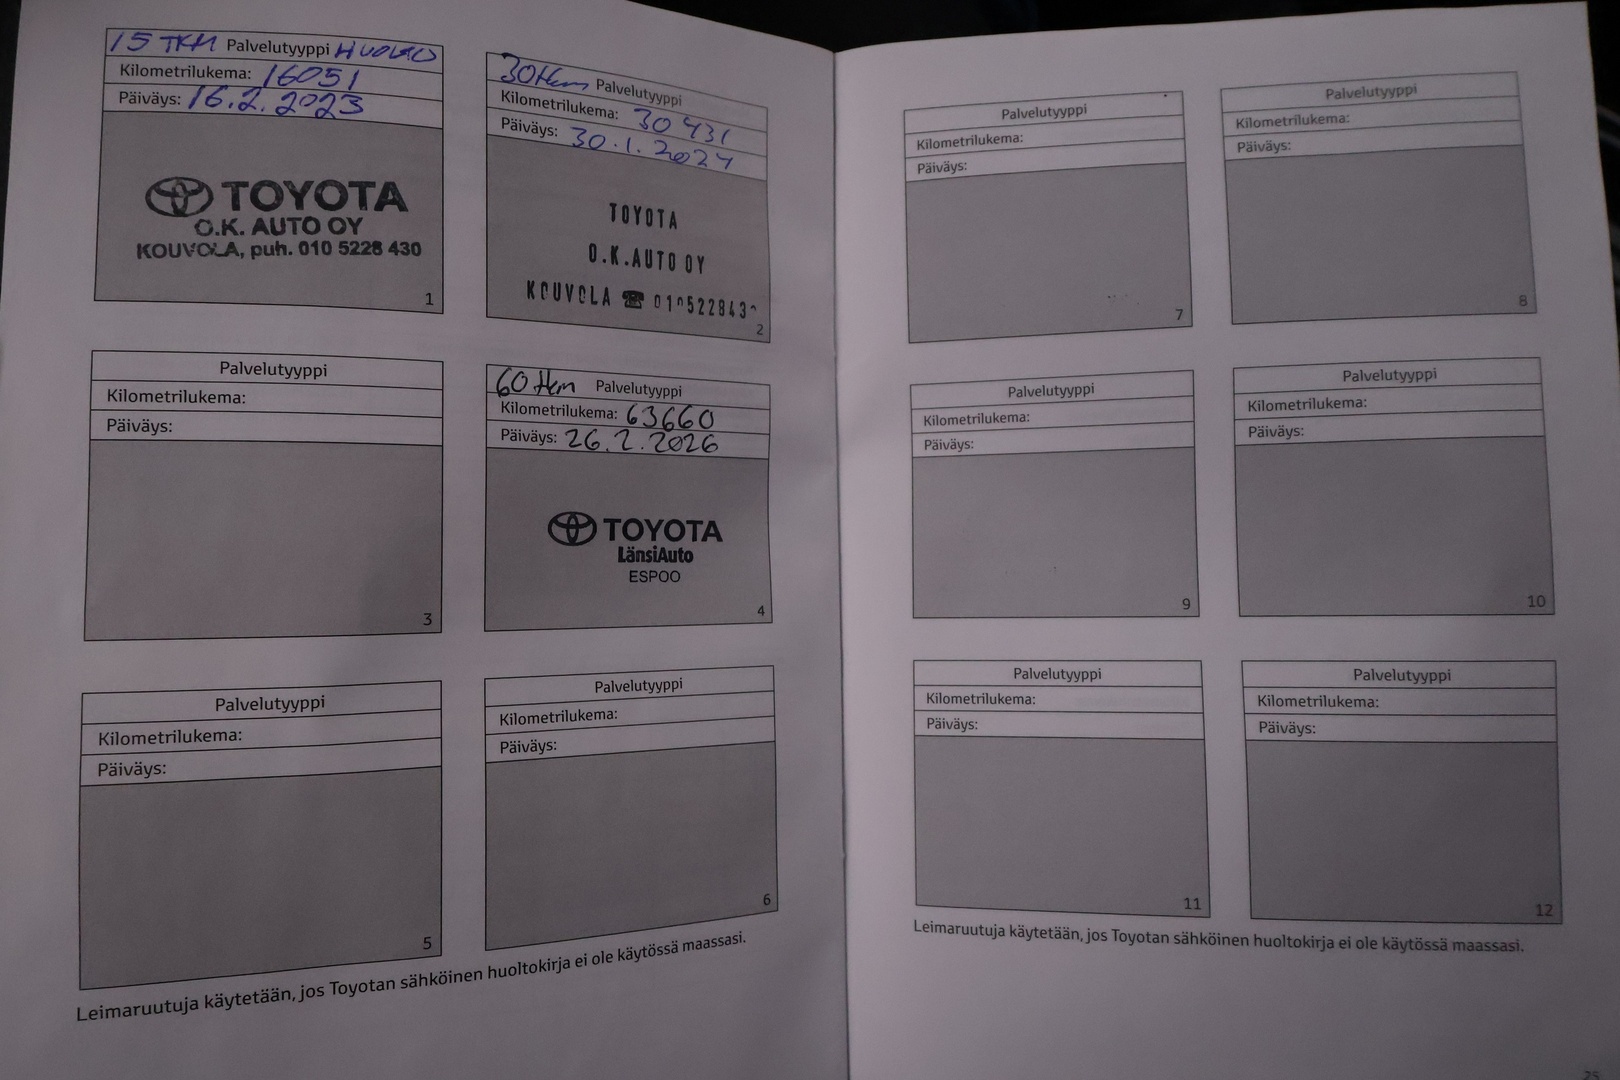 15 TKM Palvelutyyppi HUOLTO
Kilometrilukema: 16051
Päiväys: 16.2.2023
TOYOTA
O.K. AUTO OY
KOUVOLA, puh. 010 5228 430
1
30tkm Palvelutyyppi
Kilometrilukema: 30 431
Päiväys: 30.1.2024
TOYOTA
O.K.AUTO OY
KOUVOLA ☎ 010522843
2
Palvelutyyppi
Kilometrilukema:
Päiväys:
3
60 tkm Palvelutyyppi
Kilometrilukema: 63660
Päiväys: 26.2.2026
TOYOTA
LänsiAuto
ESPOO
4
Palvelutyyppi
Kilometrilukema:
Päiväys:
5
Palvelutyyppi
Kilometrilukema:
Päiväys:
6
Leimaruutuja käytetään, jos Toyotan sähköinen huoltokirja ei ole käytössä maassasi.
Palvelutyyppi
Kilometrilukema:
Päiväys:
7
Palvelutyyppi
Kilometrilukema:
Päiväys:
8
Palvelutyyppi
Kilometrilukema:
Päiväys:
9
Palvelutyyppi
Kilometrilukema:
Päiväys:
10
Palvelutyyppi
Kilometrilukema:
Päiväys:
11
Palvelutyyppi
Kilometrilukema:
Päiväys:
12
Leimaruutuja käytetään, jos Toyotan sähköinen huoltokirja ei ole käytössä maassasi.
25